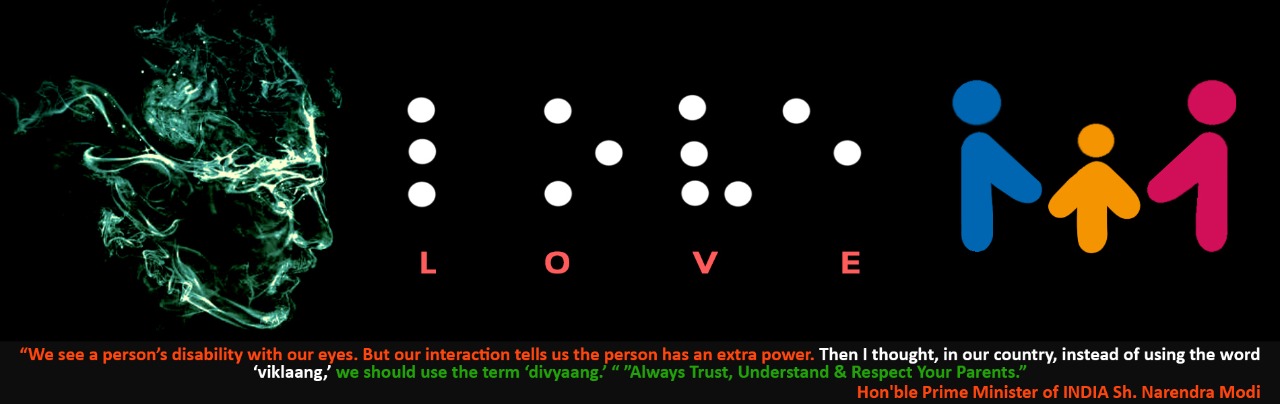 L O V E
“We see a person’s disability with our eyes. But our interaction tells us the person has an extra power. Then I thought, in our country, instead of using the word
‘viklaang,’ we should use the term ‘divyaang.’ “ ”Always Trust, Understand & Respect Your Parents.”
Hon'ble Prime Minister of INDIA Sh. Narendra Modi